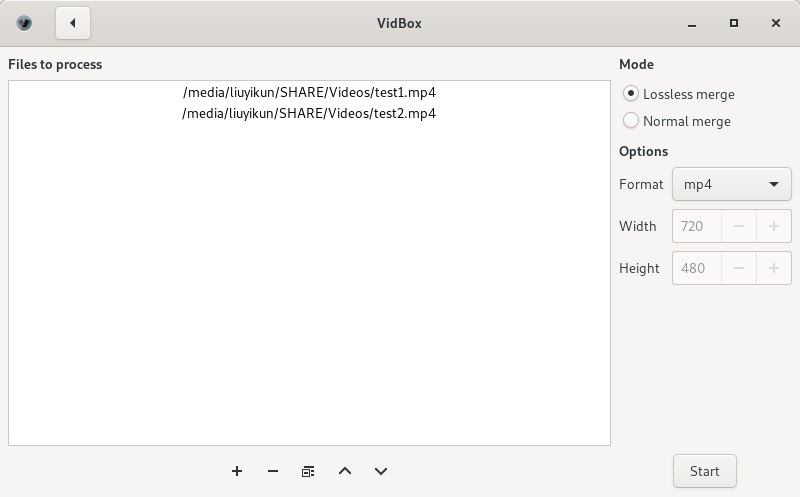 VidBox
Files to process
/media/liuyikun/SHARE/Videos/test1.mp4
/media/liuyikun/SHARE/Videos/test2.mp4
Mode
Lossless merge
Normal merge
Options
Format mp4
Width 720
Height 480
Start